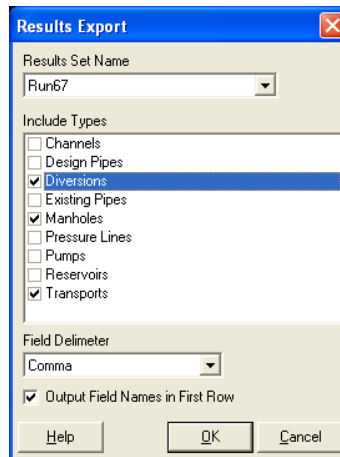 Results Export
Results Set Name
Run67
Include Types
Channels
Design Pipes
Diversions
Existing Pipes
Manholes
Pressure Lines
Pumps
Reservoirs
Transports
Field Delimeter
Comma
Output Field Names in First Row
Help OK Cancel